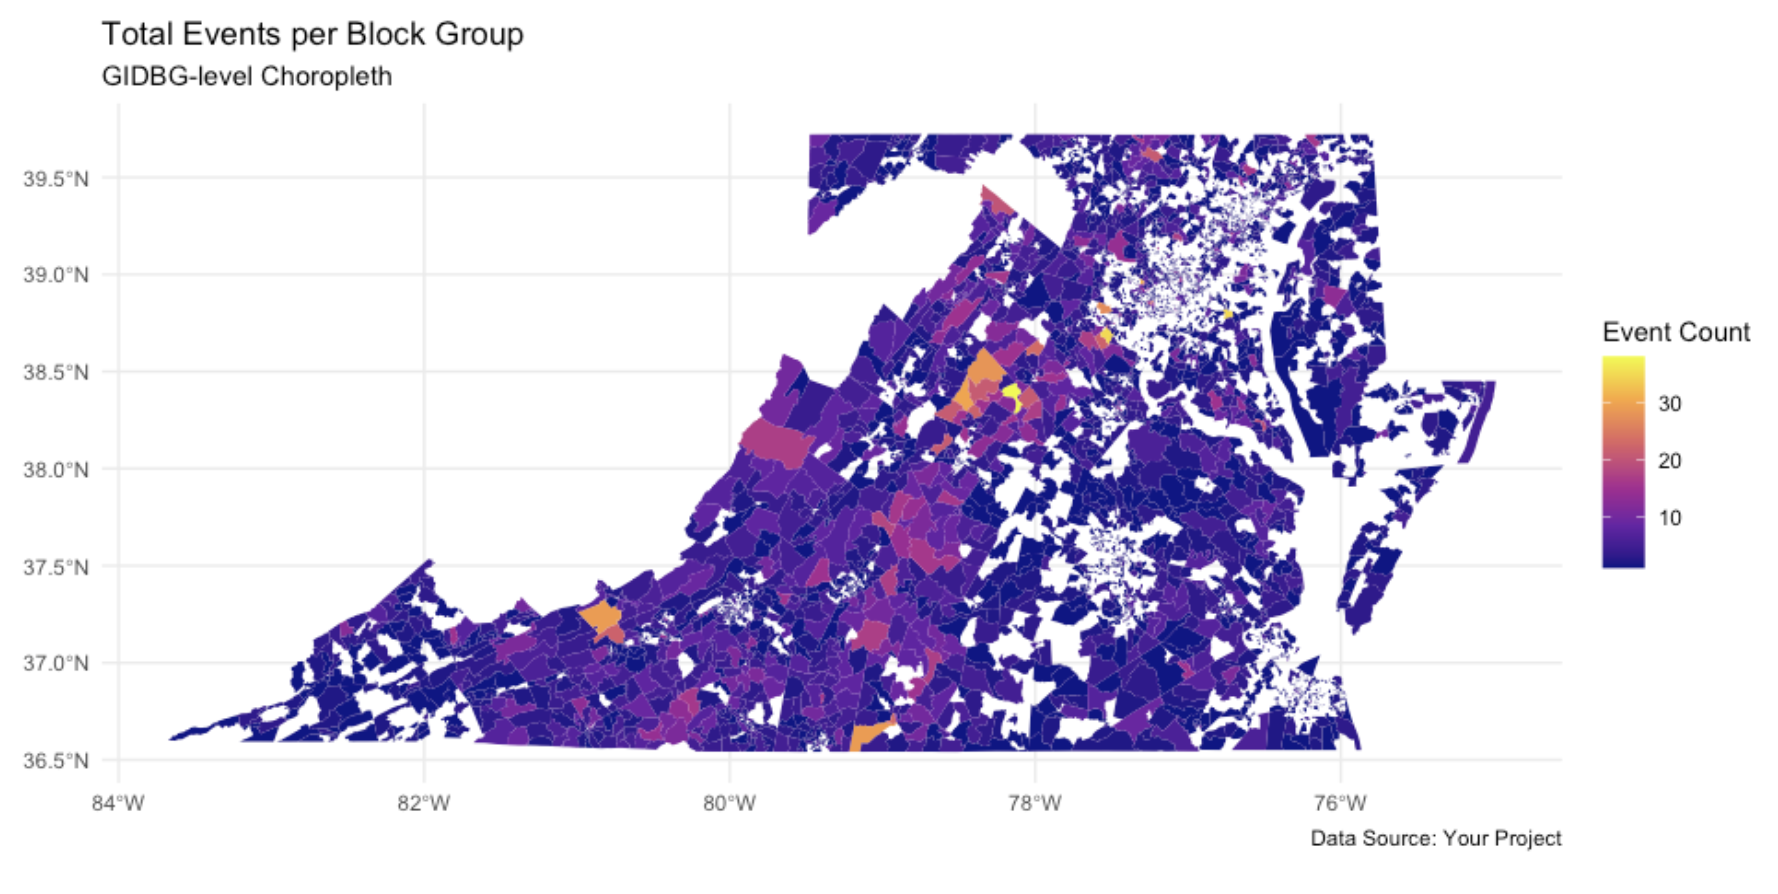 Total Events per Block Group
GIDBG-level Choropleth
39.5°N
39.0°N
38.5°N
38.0°N
37.5°N
37.0°N
36.5°N
84°W
82°W
80°W
78°W
76°W
Event Count
30
20
10
Data Source: Your Project